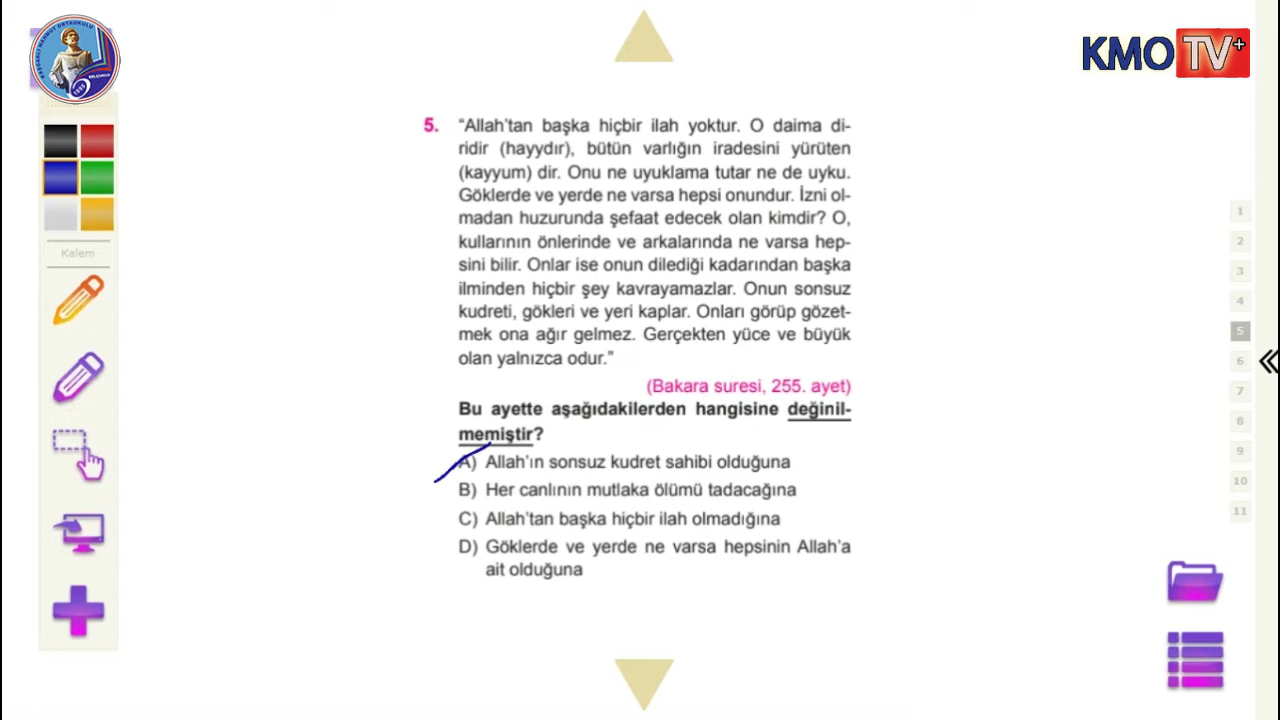 KMO TV+
5. “Allah’tan başka hiçbir ilah yoktur. O daima di-
ridir (hayydır), bütün varlığın iradesini yürüten
(kayyum) dir. Onu ne uyuklama tutar ne de uyku.
Göklerde ve yerde ne varsa hepsi onundur. İzni ol-
madan huzurunda şefaat edecek olan kimdir? O,
kullarının önlerinde ve arkalarında ne varsa hep-
sini bilir. Onlar ise onun dilediği kadarından başka
ilminden hiçbir şey kavrayamazlar. Onun sonsuz
kudreti, gökleri ve yeri kaplar. Onları görüp gözet-
mek ona ağır gelmez. Gerçekten yüce ve büyük
olan yalnızca odur.”
(Bakara suresi, 255. ayet)
Bu ayette aşağıdakilerden hangisine değinil-
memiştir?
A) Allah’ın sonsuz kudret sahibi olduğuna
B) Her canlının mutlaka ölümü tadacağına
C) Allah’tan başka hiçbir ilah olmadığına
D) Göklerde ve yerde ne varsa hepsinin Allah’a
ait olduğuna
Kalem
1
2
3
4
5
6
7
8
9
10
11